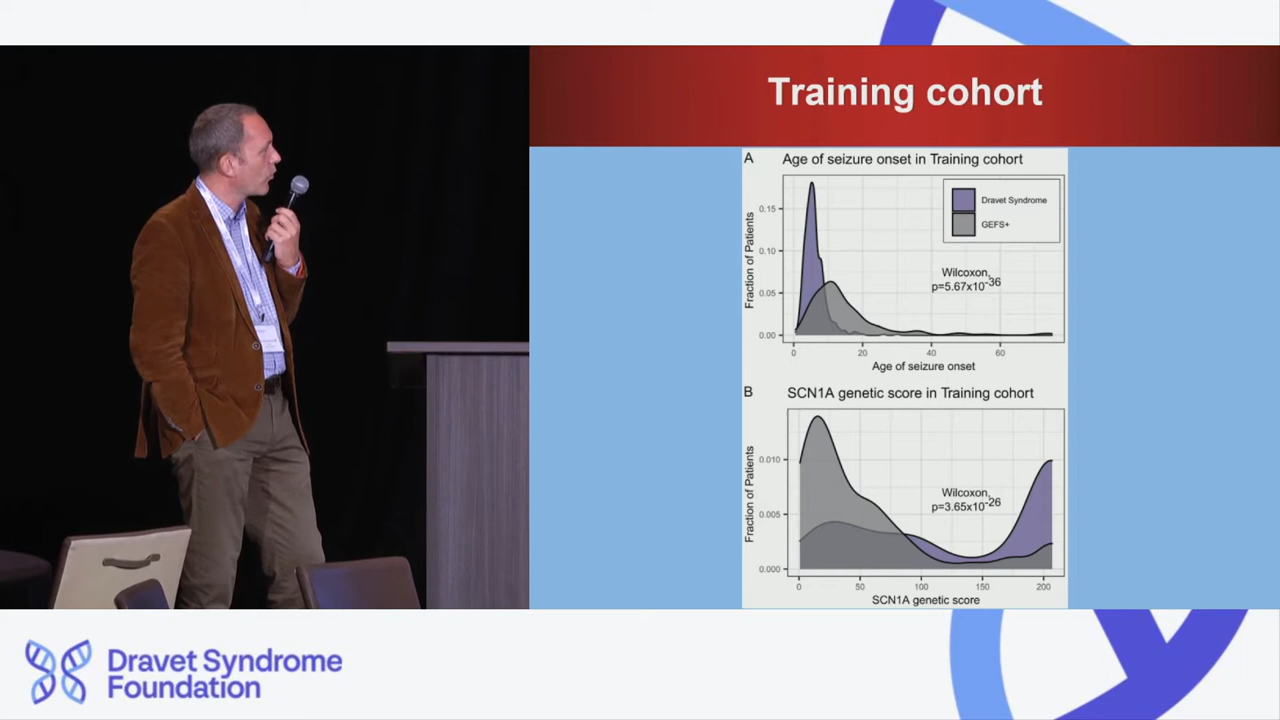 Training cohort
A
Age of seizure onset in Training cohort
Fraction of Patients
0.15
0.10
0.05
0.00
Dravet Syndrome
GEFS+
Wilcoxon,
p=5.67x10-36
0
20
40
60
Age of seizure onset
B
SCN1A genetic score in Training cohort
Fraction of Patients
0.010
0.005
0.000
Wilcoxon,
p=3.65x10-26
0
50
100
150
200
SCN1A genetic score
Dravet Syndrome
Foundation